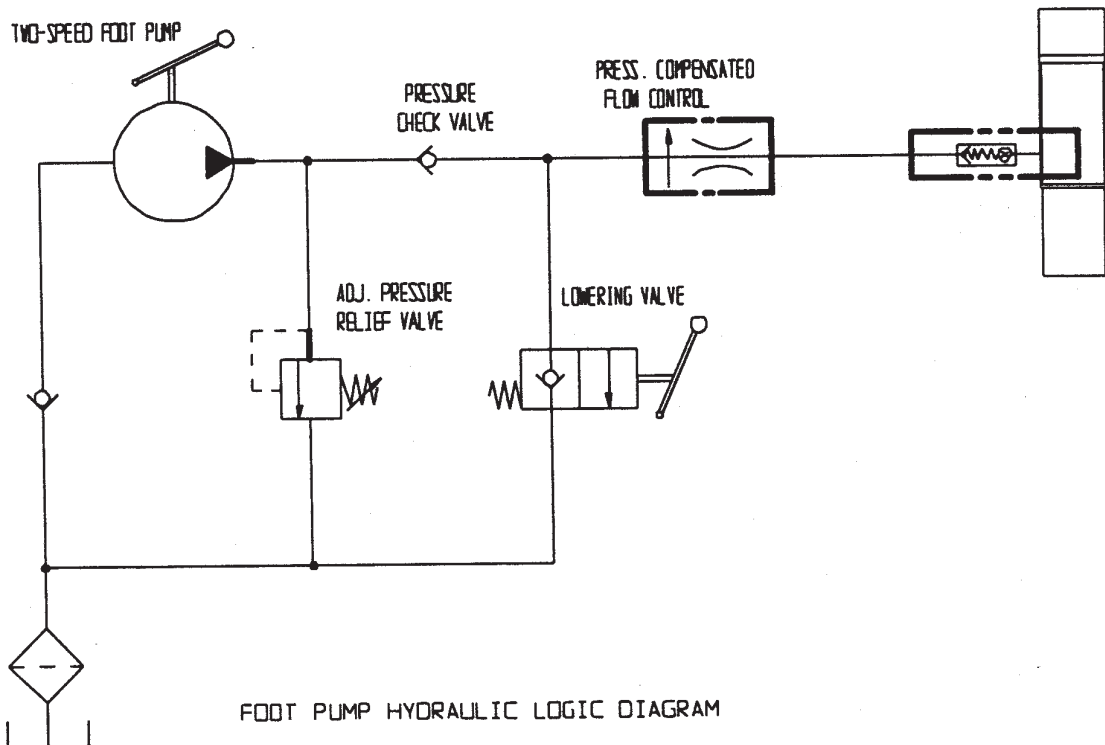 TWO-SPEED FOOT PUMP
PRESSURE
CHECK VALVE
PRESS. COMPENSATED
FLOW CONTROL
ADJ. PRESSURE
RELIEF VALVE
LOWERING VALVE
FOOT PUMP HYDRAULIC LOGIC DIAGRAM